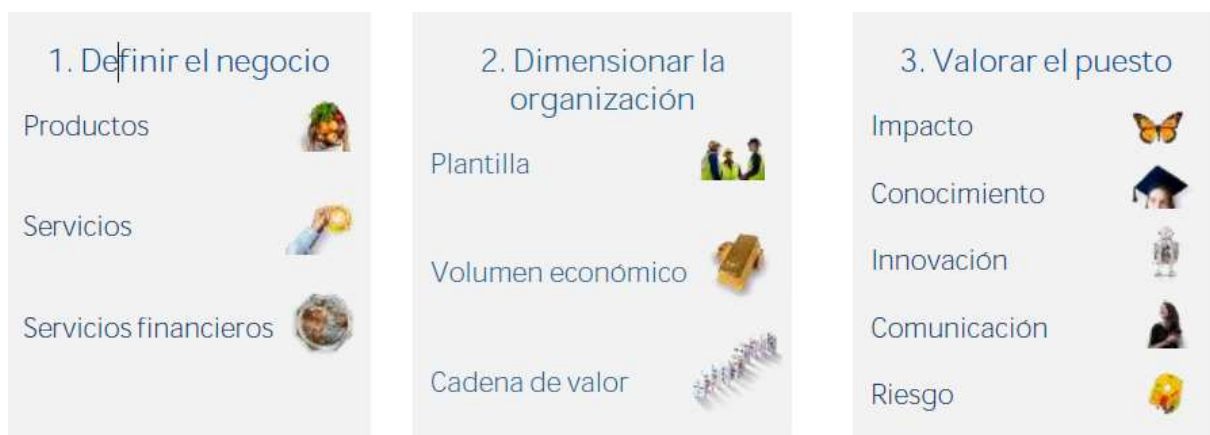 1. Definir el negocio
Productos
Servicios
Servicios financieros
2. Dimensionar la
organización
Plantilla
Volumen económico
Cadena de valor
3. Valorar el puesto
Impacto
Conocimiento
Innovación
Comunicación
Riesgo